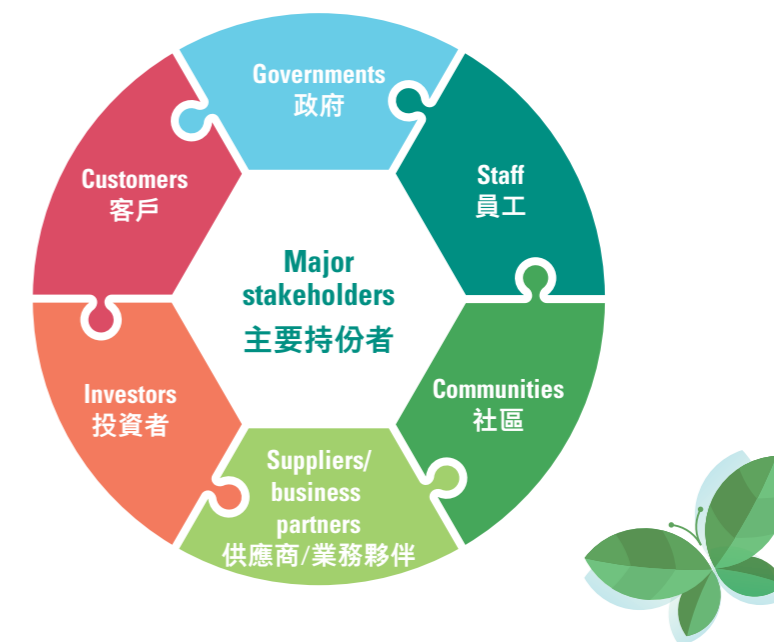 Governments
政府
Staff
員工
Communities
社區
Suppliers/
business
partners
供應商/業務夥伴
Investors
投資者
Customers
客戶
Major
stakeholders
主要持份者